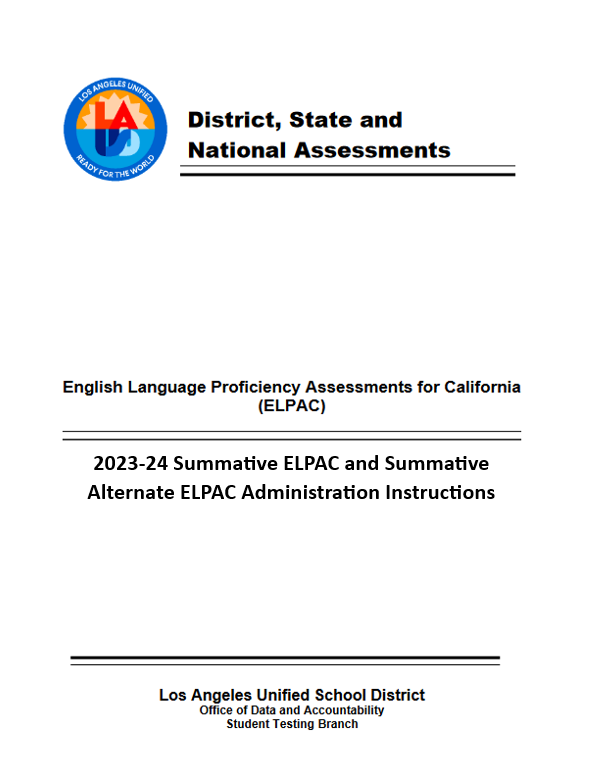 LOS ANGELES UNIFIED
LAUSD
READY FOR THE WORLD
District, State and
National Assessments
English Language Proficiency Assessments for California
(ELPAC)
2023-24 Summative ELPAC and Summative
Alternate ELPAC Administration Instructions
Los Angeles Unified School District
Office of Data and Accountability
Student Testing Branch